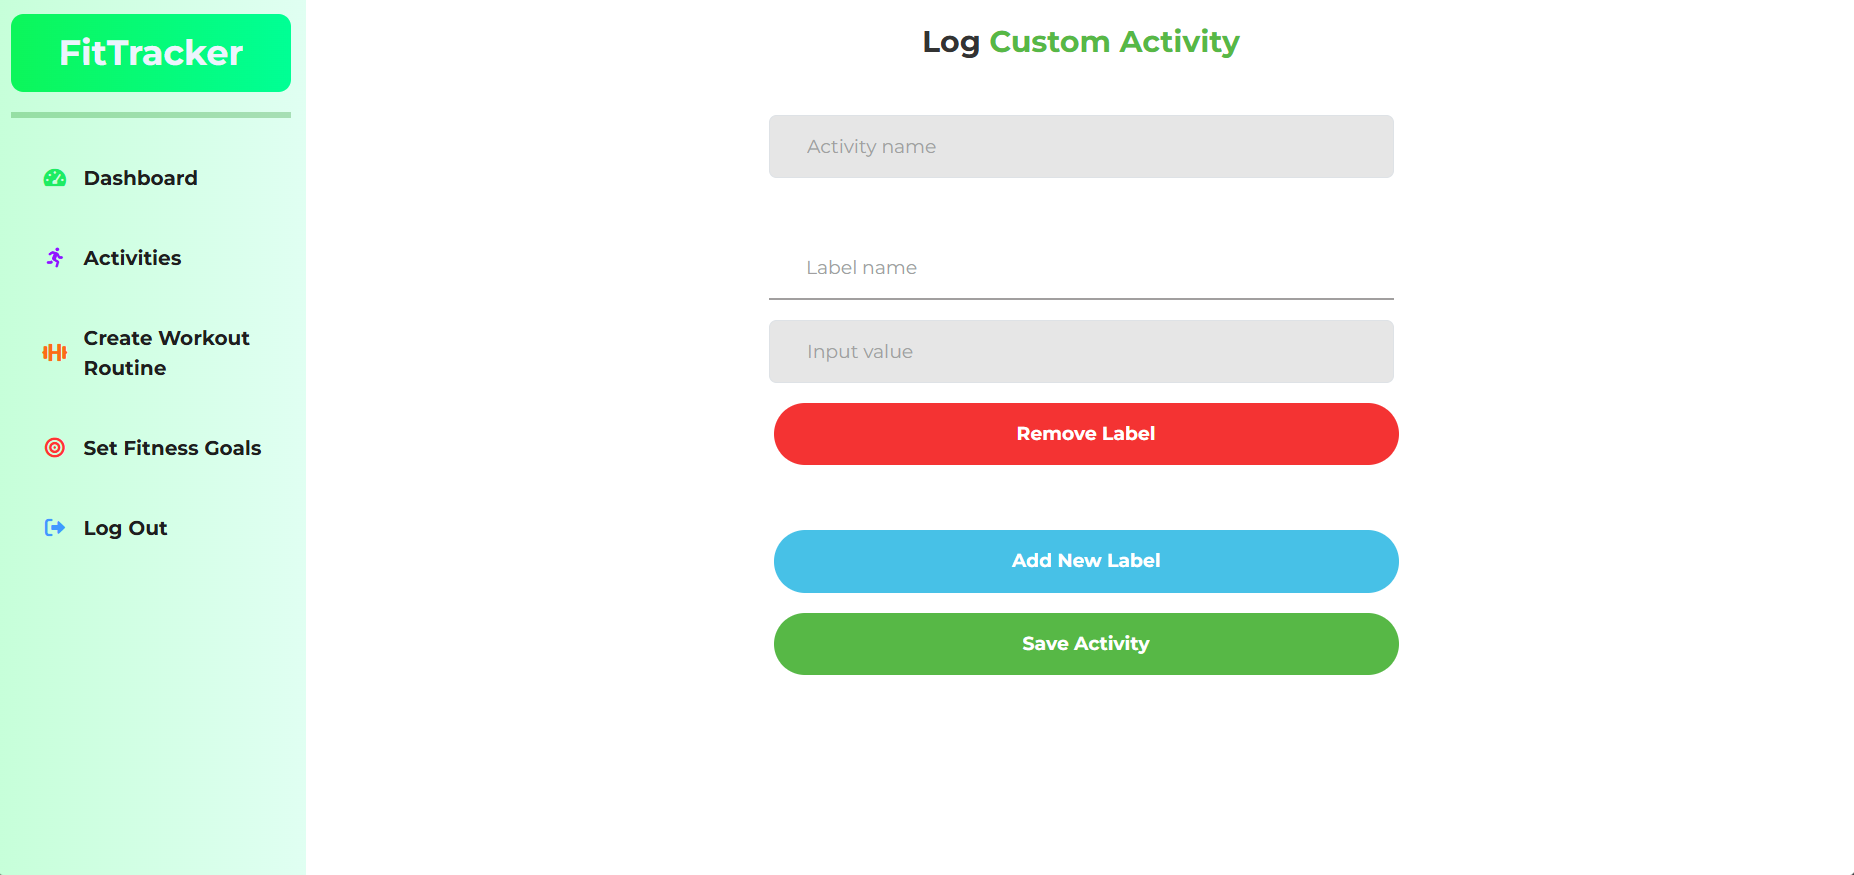 FitTracker
Dashboard
Activities
Create Workout
Routine
Set Fitness Goals
Log Out
Log Custom Activity
Activity name
Label name
Input value
Remove Label
Add New Label
Save Activity